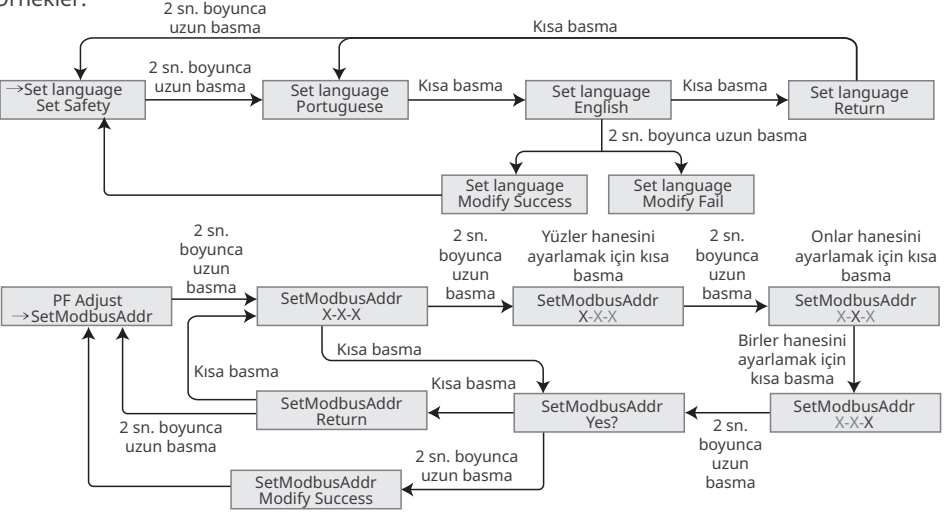 Örnekler:
2 sn. boyunca
uzun basma
Kısa basma
→Set language
Set Safety
2 sn. boyunca
uzun basma
Set language
Portuguese
Kısa basma
Set language
English
Kısa basma
Set language
Return
2 sn. boyunca uzun basma
Set language
Modify Success
Set language
Modify Fail
PF Adjust
→SetModbusAddr
2 sn.
boyunca
uzun
basma
SetModbusAddr
X-X-X
2 sn.
boyunca
uzun
basma
Yüzler hanesini
ayarlamak için kısa
basma
SetModbusAddr
X-X-X
2 sn.
boyunca
uzun
basma
Onlar hanesini
ayarlamak için kısa
basma
SetModbusAddr
X-X-X
Kısa basma
Birler hanesini
ayarlamak için
kısa basma
Kısa basma
SetModbusAddr
Return
Kısa basma
SetModbusAddr
Yes?
2 sn.
boyunca
uzun
basma
SetModbusAddr
X-X-X
2 sn. boyunca
uzun basma
2 sn. boyunca
uzun basma
SetModbusAddr
Modify Success